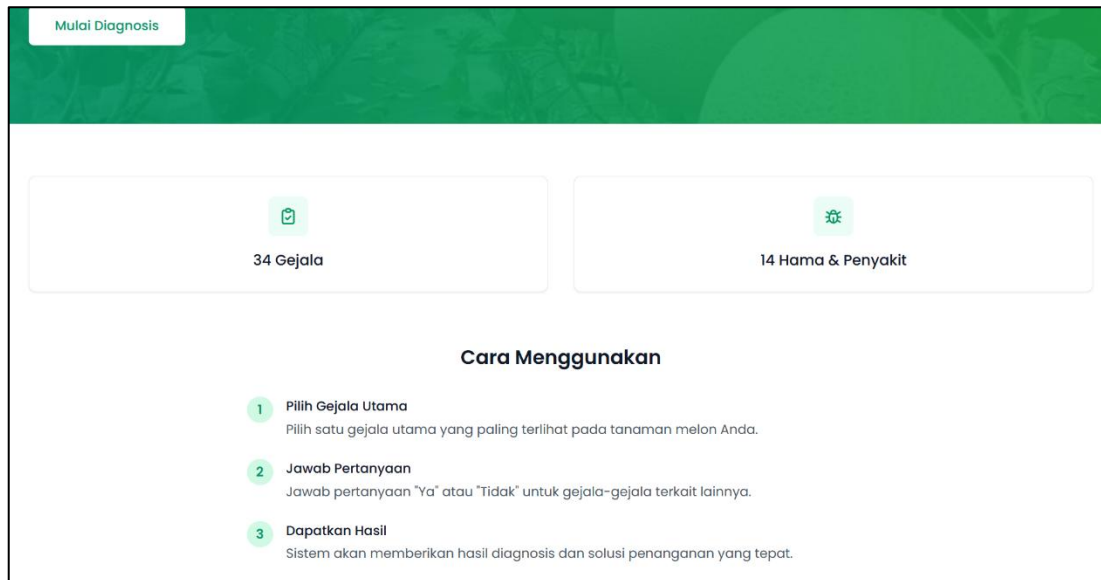 Mulai Diagnosis
34 Gejala
14 Hama & Penyakit
Cara Menggunakan
1 Pilih Gejala Utama
Pilih satu gejala utama yang paling terlihat pada tanaman melon Anda.
2 Jawab Pertanyaan
Jawab pertanyaan "Ya" atau "Tidak" untuk gejala-gejala terkait lainnya.
3 Dapatkan Hasil
Sistem akan memberikan hasil diagnosis dan solusi penanganan yang tepat.